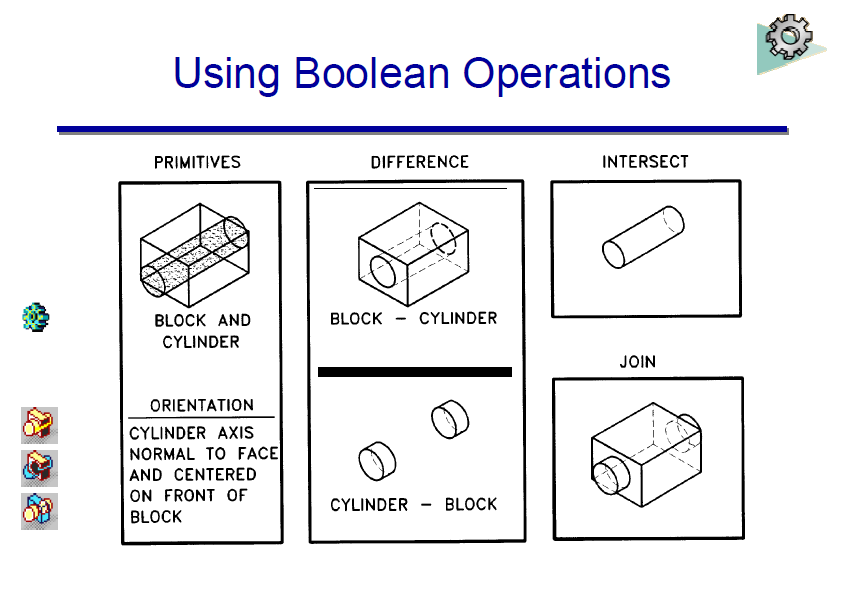 Using Boolean Operations
PRIMITIVES
BLOCK AND
CYLINDER
ORIENTATION
CYLINDER AXIS
NORMAL TO FACE
AND CENTERED
ON FRONT OF
BLOCK
DIFFERENCE
BLOCK – CYLINDER
CYLINDER – BLOCK
INTERSECT
JOIN